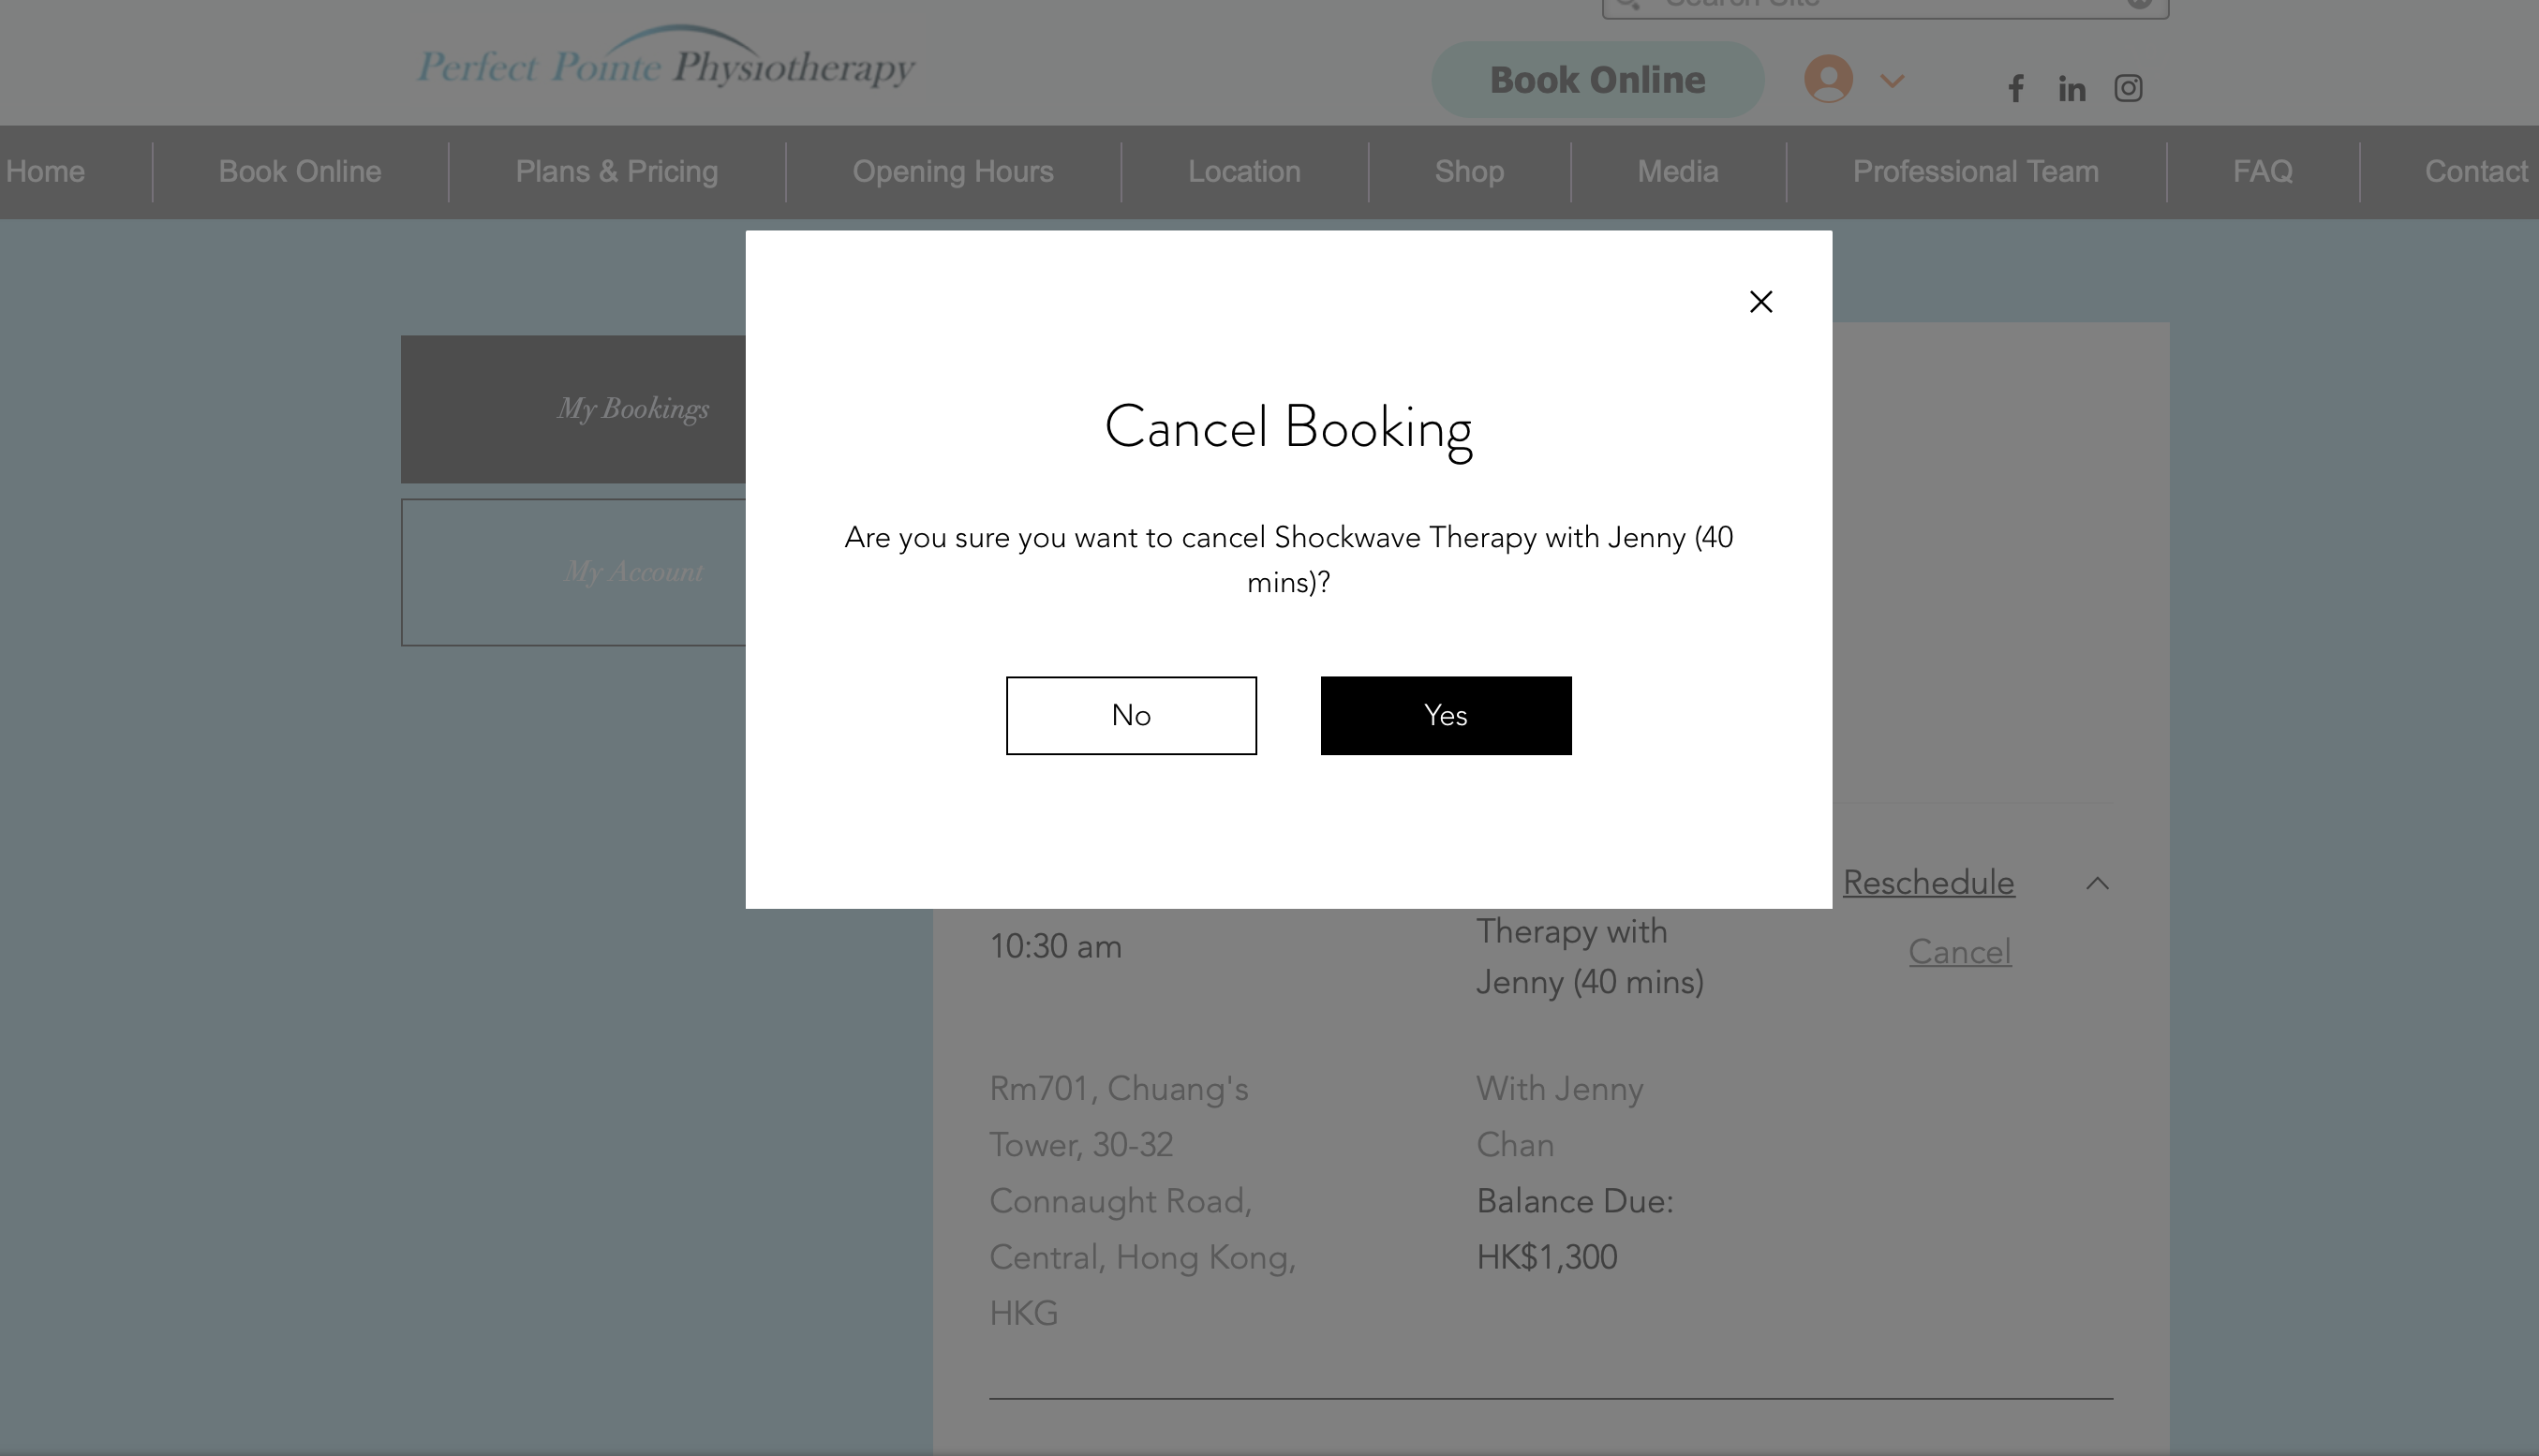 Search Site
Perfect Pointe Physiotherapy
Book Online
Home
Book Online
Plans & Pricing
Opening Hours
Location
Shop
Media
Professional Team
FAQ
Contact
My Bookings
My Account
Cancel Booking
Are you sure you want to cancel Shockwave Therapy with Jenny (40
mins)?
No
Yes
Reschedule
Therapy with
10:30 am
Cancel
Jenny (40 mins)
Rm701, Chuang's
Tower, 30-32
Connaught Road,
Central, Hong Kong,
HKG
With Jenny
Chan
Balance Due:
HK$1,300